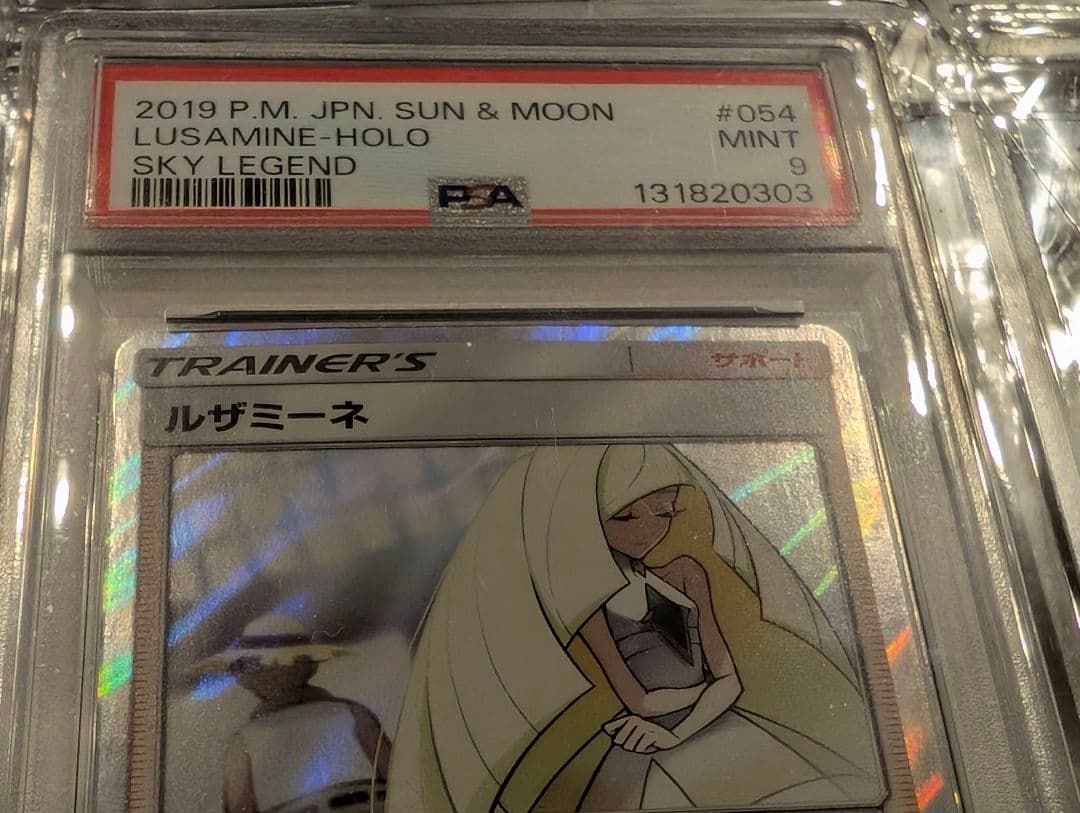 2019 P.M. JPN. SUN & MOON #054
LUSAMINE-HOLO MINT
SKY LEGEND 9
PSA 131820303
TRAINER'S サポート
ルザミーネ